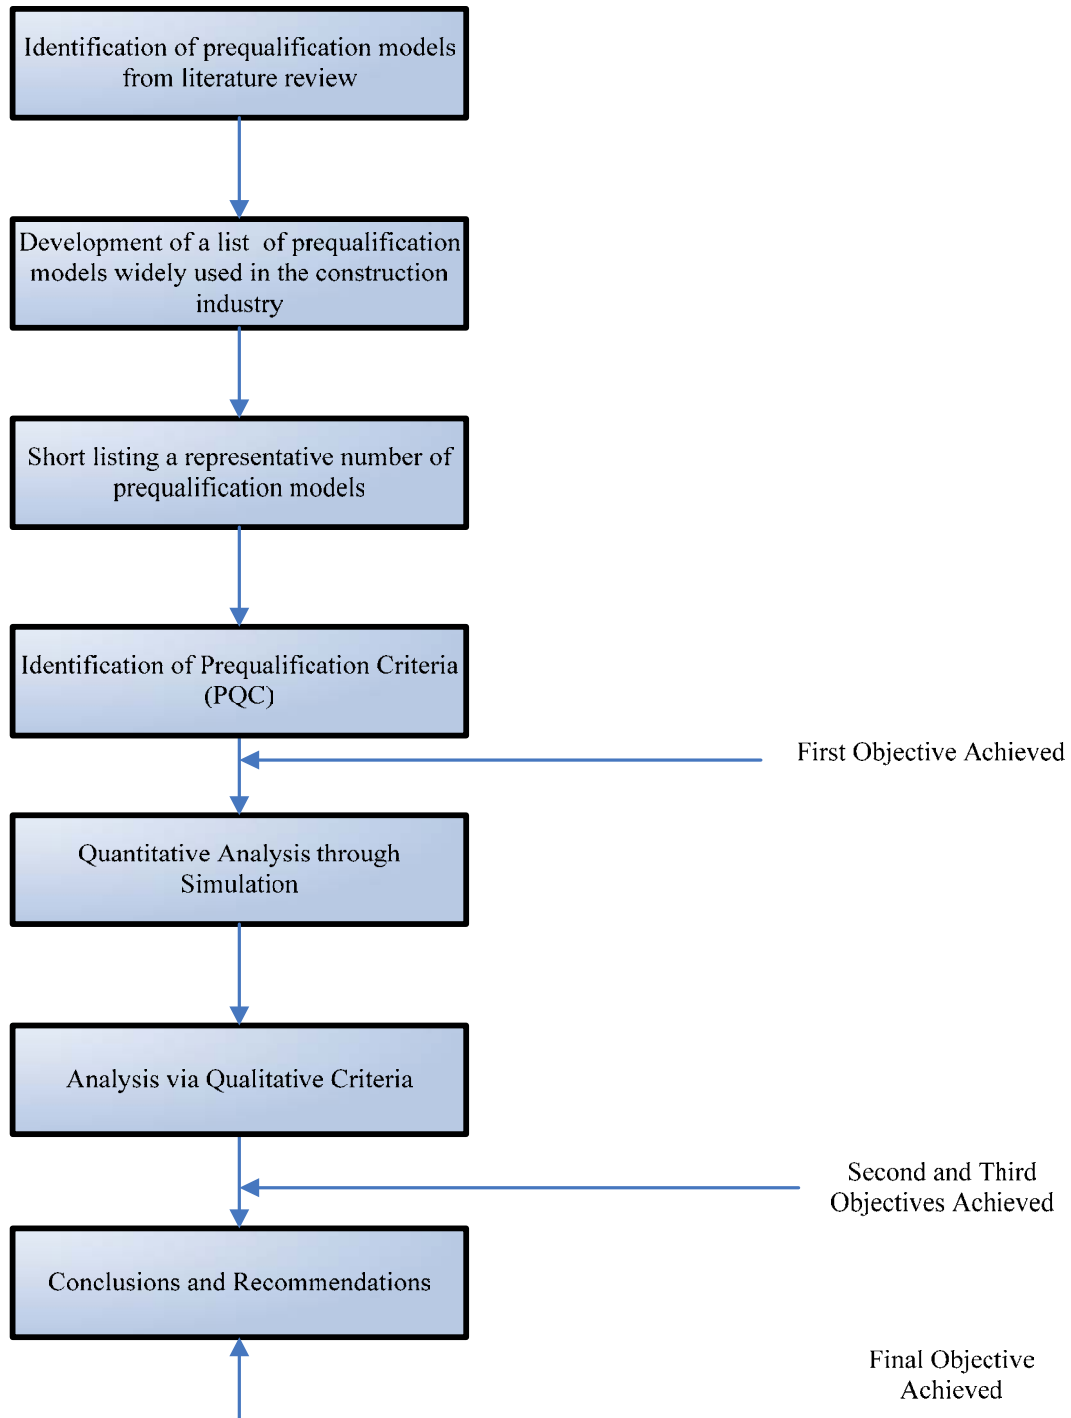 Identification of prequalification models
from literature review
Development of a list of prequalification
models widely used in the construction
industry
Short listing a representative number of
prequalification models
Identification of Prequalification Criteria
(PQC)
First Objective Achieved
Quantitative Analysis through
Simulation
Analysis via Qualitative Criteria
Second and Third
Objectives Achieved
Conclusions and Recommendations
Final Objective
Achieved